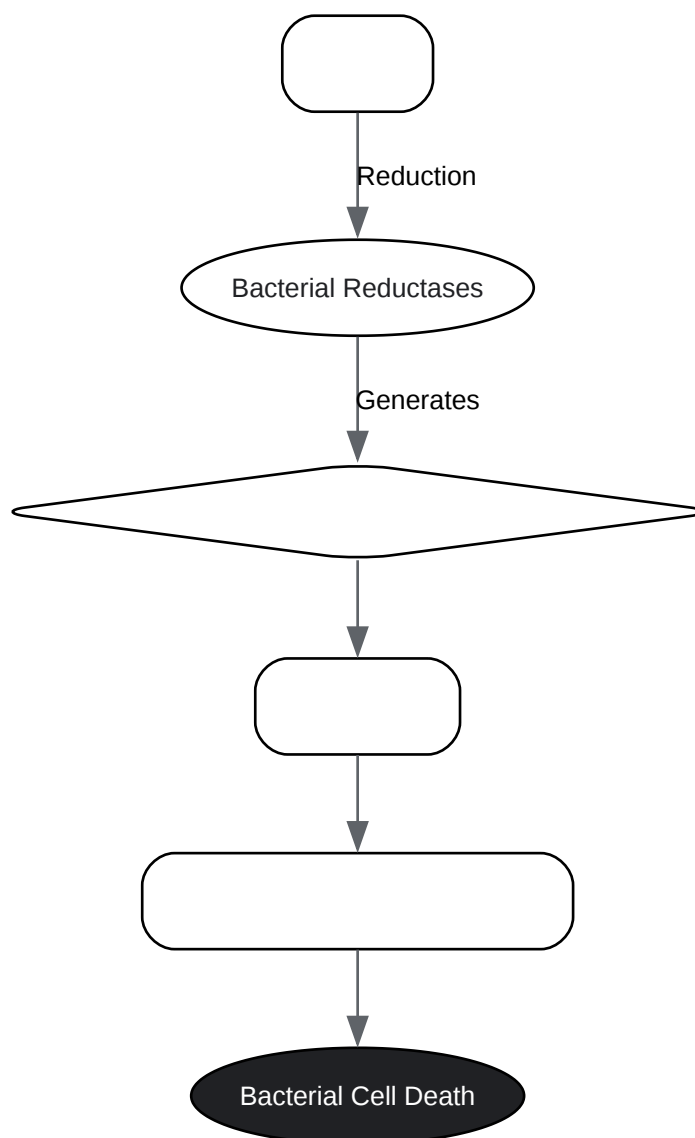 Reduction
Bacterial Reductases
Generates
Bacterial Cell Death